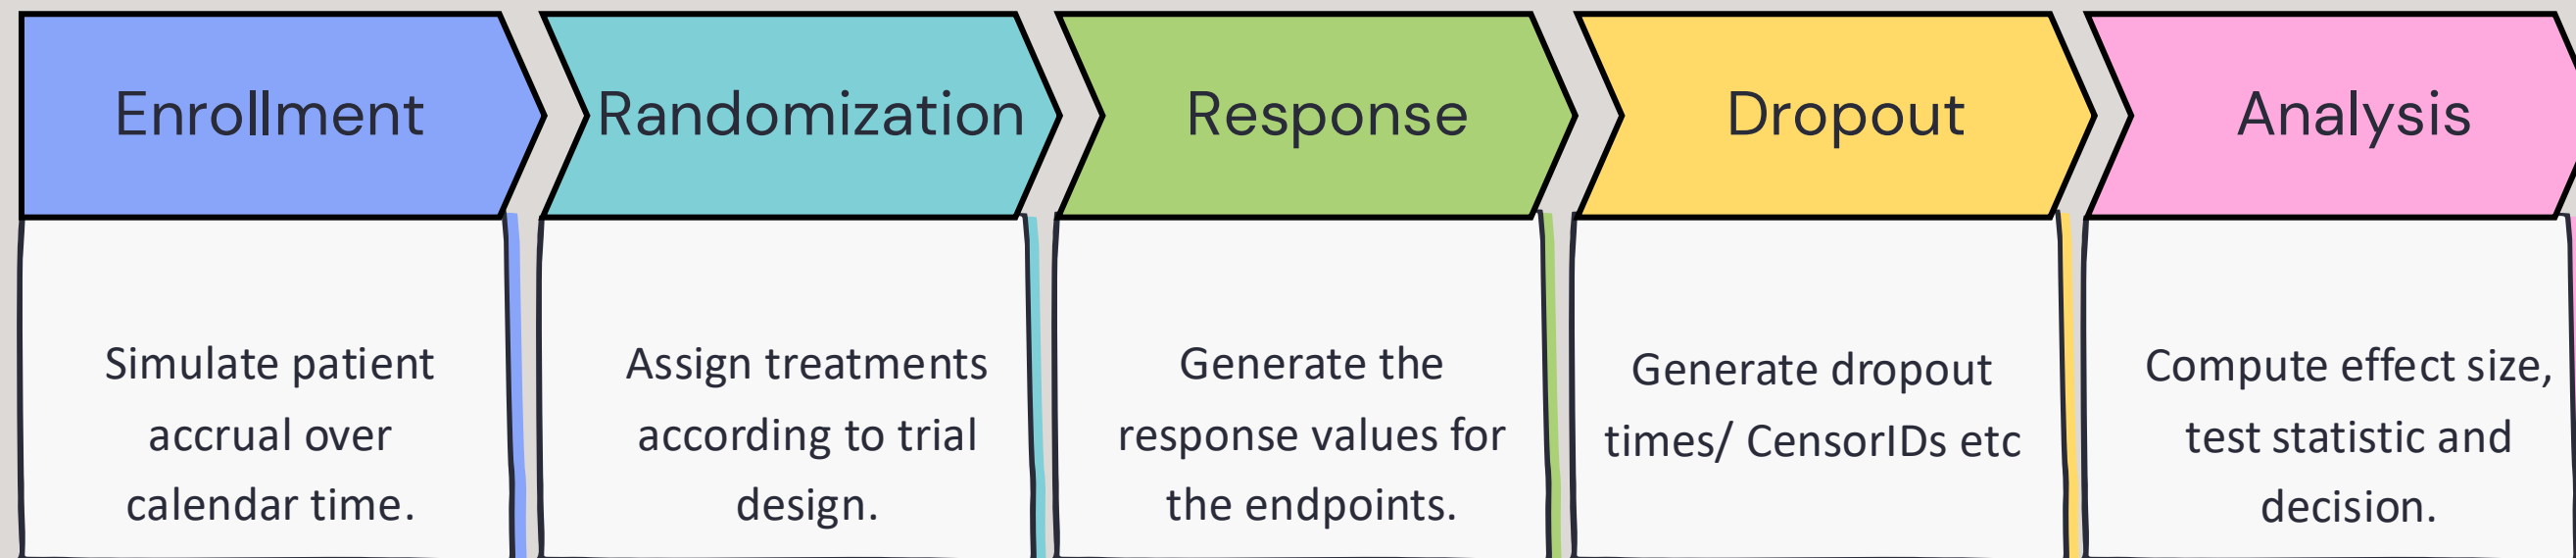 Enrollment
Randomization
Response
Dropout
Analysis
Simulate patient
accrual over
calendar time.
Assign treatments
according to trial
design.
Generate the
response values for
the endpoints.
Generate dropout
times/ CensorIDs etc
Compute effect size,
test statistic and
decision.